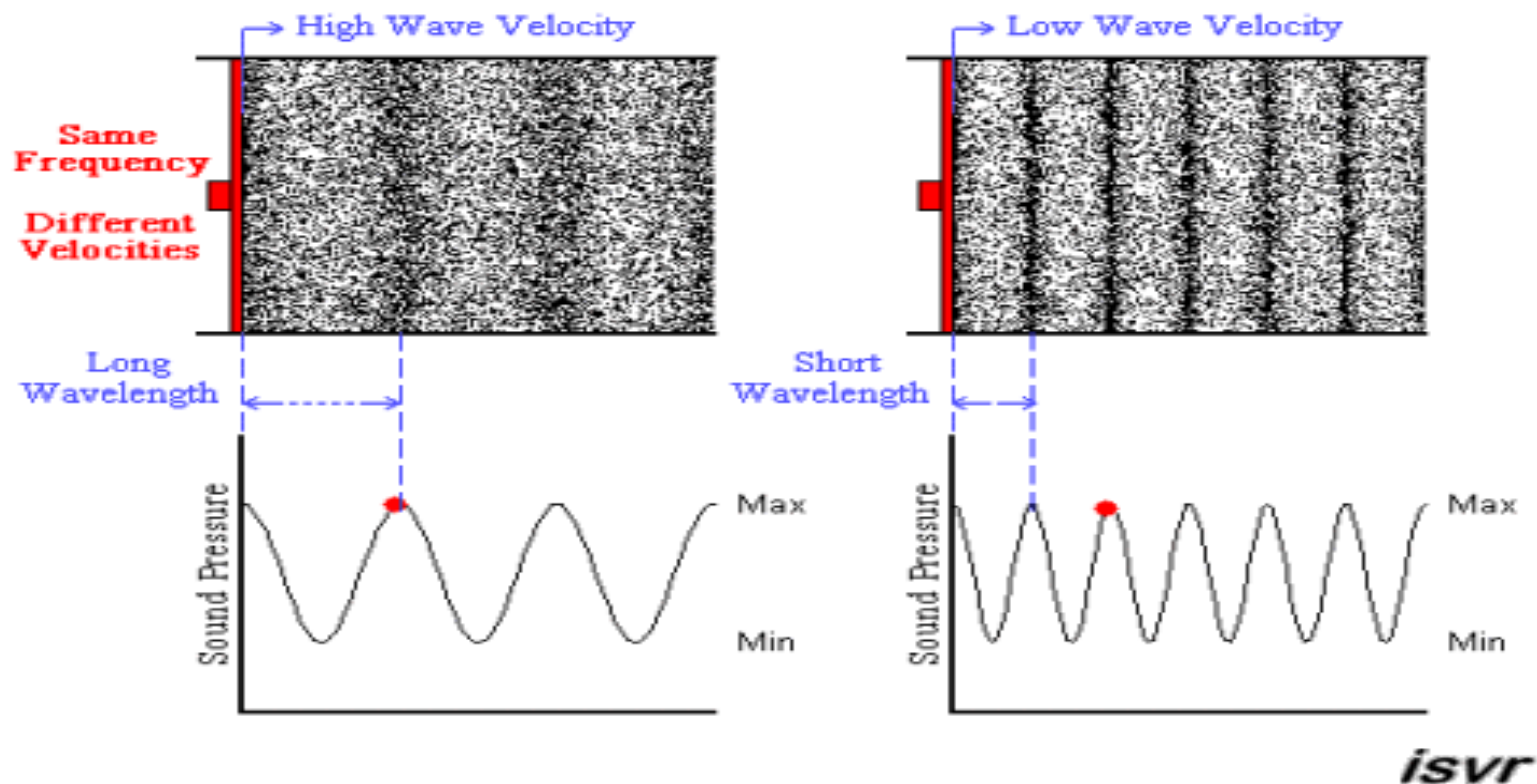 High Wave Velocity
Low Wave Velocity
Same
Frequency
Different
Velocities
Long
Wavelength
Short
Wavelength
Sound Pressure
Max
Min
Sound Pressure
Max
Min
isvr